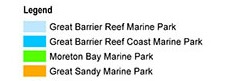 Legend
Great Barrier Reef Marine Park
Great Barrier Reef Coast Marine Park
Moreton Bay Marine Park
Great Sandy Marine Park